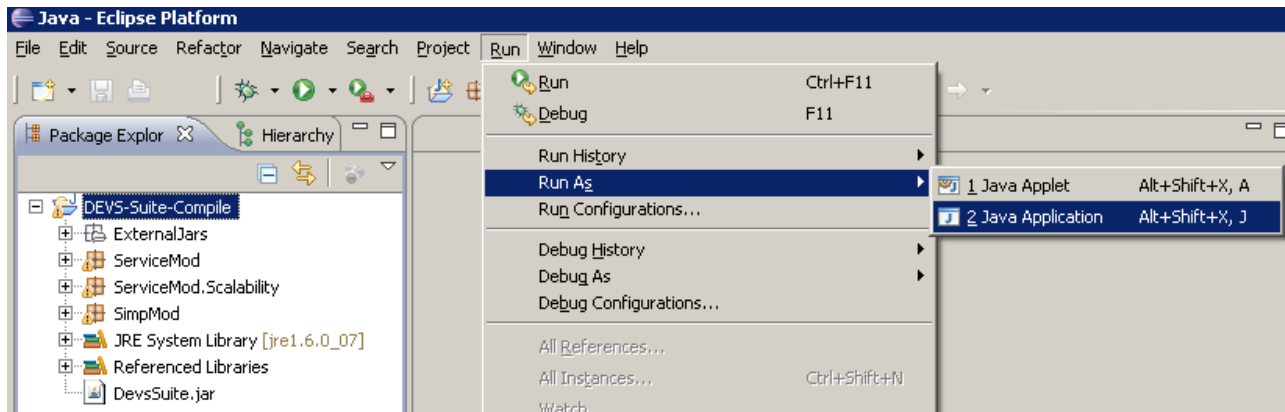 Java - Eclipse Platform
File Edit Source Refactor Navigate Search Project Run Window Help
Run Ctrl+F11
Debug F11
Package Explor Hierarchy
Run History
Run As
1 Java Applet Alt+Shift+X, A
Run Configurations...
2 Java Application Alt+Shift+X, J
Debug History
Debug As
Debug Configurations...
All References...
All Instances... Ctrl+Shift+N
Watch
DEVS-Suite-Compile
ExternalJars
ServiceMod
ServiceMod.Scalability
SimpMod
JRE System Library [jre1.6.0_07]
Referenced Libraries
DevsSuite.jar